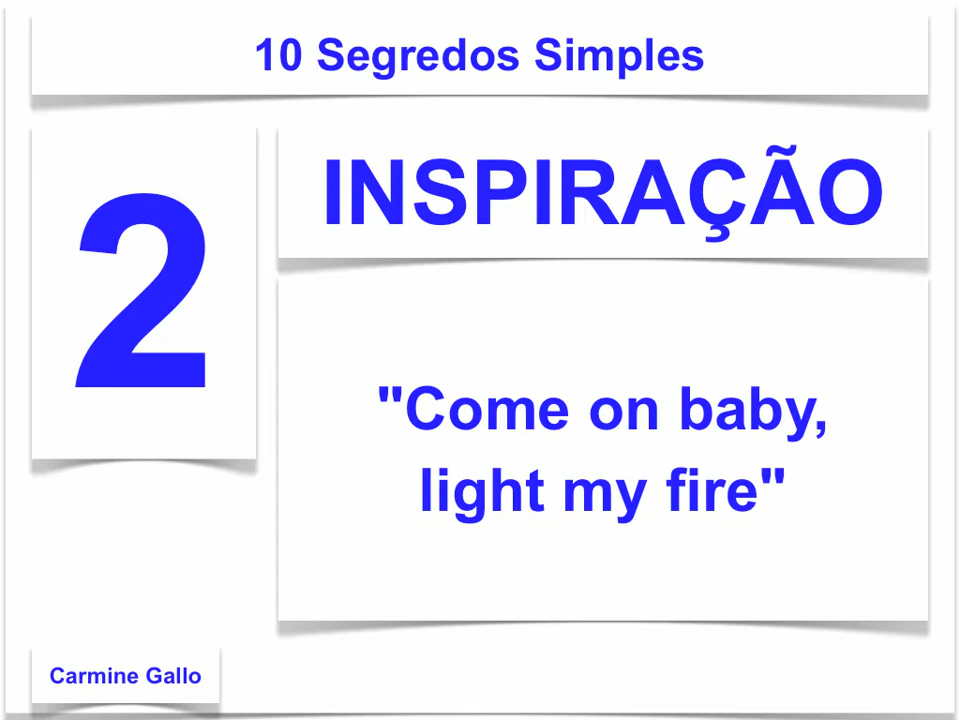 10 Segredos Simples
2
INSPIRAÇÃO
"Come on baby,
light my fire"
Carmine Gallo